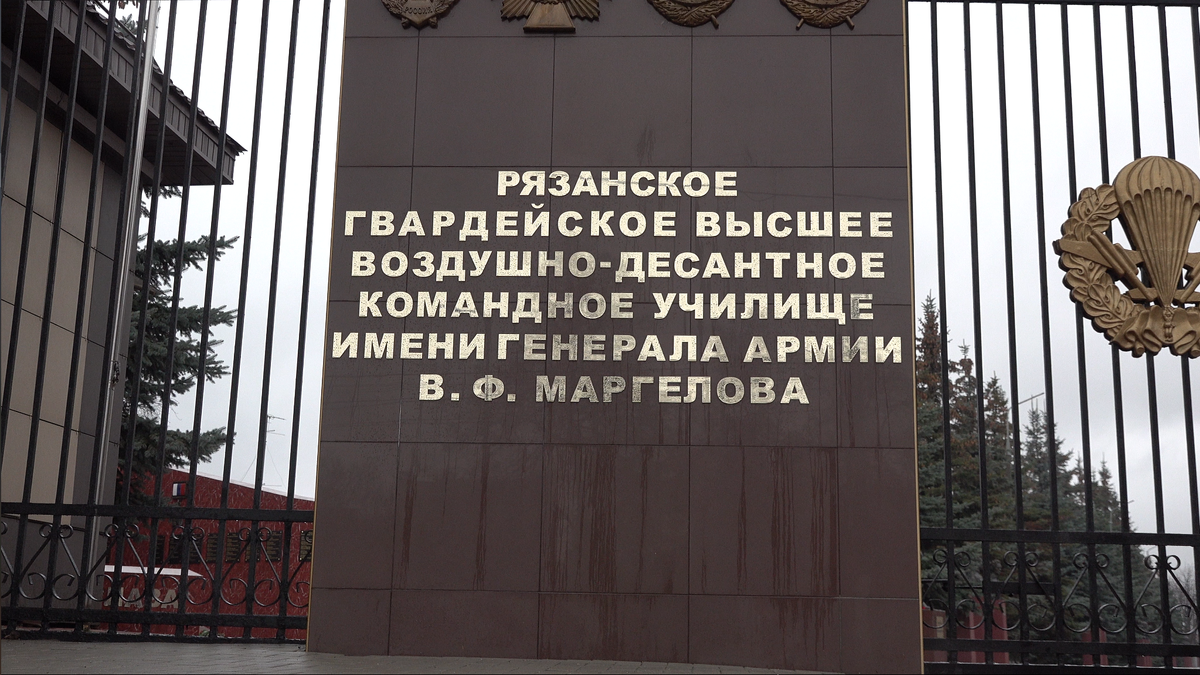 РЯЗАНСКОЕ
ГВАРДЕЙСКОЕ ВЫСШЕЕ
ВОЗДУШНО-ДЕСАНТНОЕ
КОМАНДНОЕ УЧИЛИЩЕ
ИМЕНИ ГЕНЕРАЛА АРМИИ
В. Ф. МАРГЕЛОВА